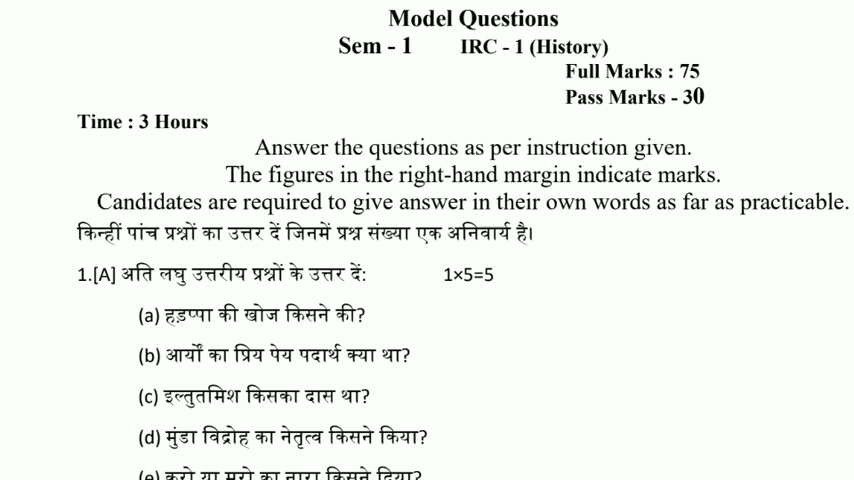 Model Questions
Sem - 1 IRC - 1 (History)
Full Marks : 75
Pass Marks - 30
Time : 3 Hours
Answer the questions as per instruction given.
The figures in the right-hand margin indicate marks.
Candidates are required to give answer in their own words as far as practicable.
किन्हीं पांच प्रश्नों का उत्तर दें जिनमें प्रश्न संख्या एक अनिवार्य है।
1.[A] अति लघु उत्तरीय प्रश्नों के उत्तर दें: 1×5=5
(a) हड़प्पा की खोज किसने की?
(b) आर्यों का प्रिय पेय पदार्थ क्या था?
(c) इल्तुतमिश किसका दास था?
(d) मुंडा विद्रोह का नेतृत्व किसने किया?
(e) करो या मरो का नारा किसने दिया?